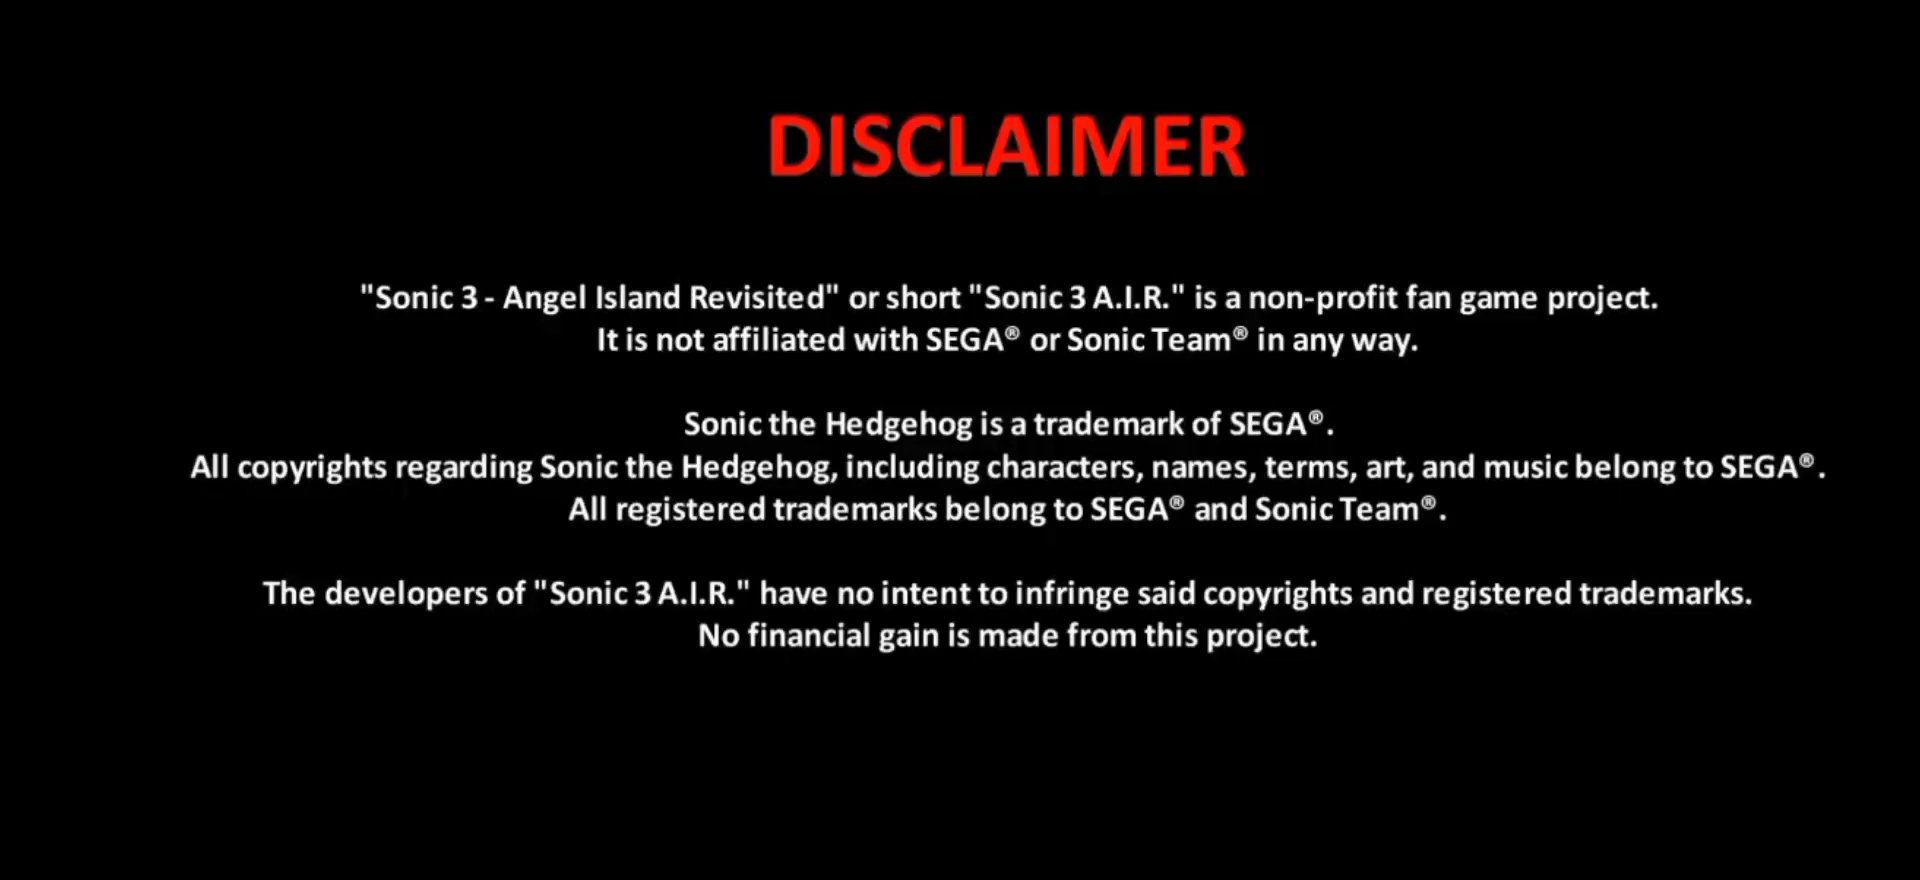 DISCLAIMER
"Sonic 3 - Angel Island Revisited" or short "Sonic 3 A.I.R." is a non-profit fan game project.
It is not affiliated with SEGA® or Sonic Team® in any way.
Sonic the Hedgehog is a trademark of SEGA®.
All copyrights regarding Sonic the Hedgehog, including characters, names, terms, art, and music belong to SEGA®.
All registered trademarks belong to SEGA® and Sonic Team®.
The developers of "Sonic 3 A.I.R." have no intent to infringe said copyrights and registered trademarks.
No financial gain is made from this project.